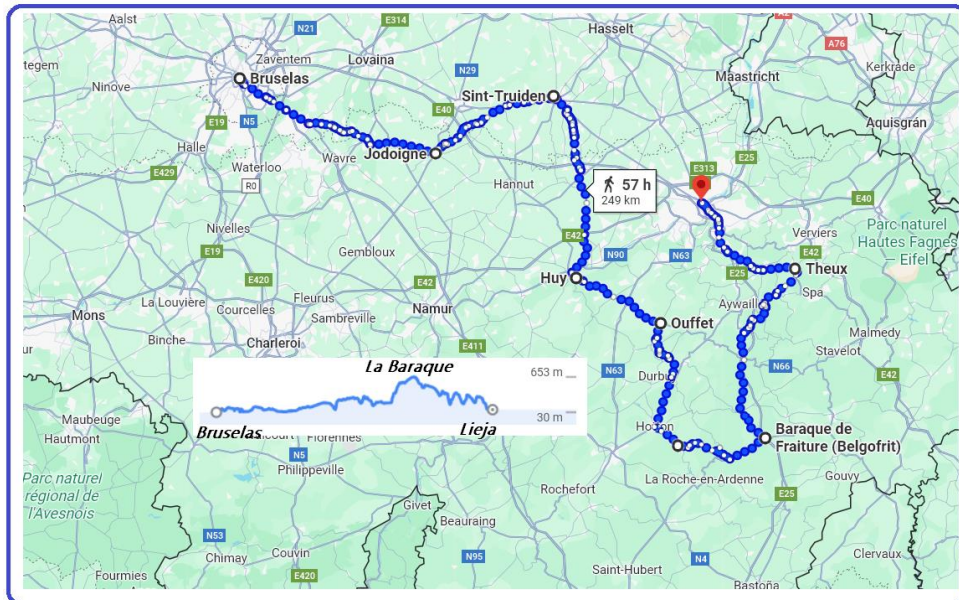 Aalst
N21
E314
Hasselt
A76
Zaventem
tegem
Ninove
Bruselas
Lovaina
N29
Sint-Truiden
Maastricht
Kerkrade
Aquisgrán
E19
N5
E40
Halle
Wavre
Jodoigne
Waterloo
E429
R0
Hannut
57 h
249 km
E313
E25
E40
Nivelles
E19
Gembloux
E42
N90
N63
Verviers
E42
Parc naturel
Hautes Fagnes
– Eifel
E420
E42
Huy
E25
Theux
Spa
La Louvière
Fleurus
Namur
Aywaill
Mons
Courcelles
Sambreville
Ouffet
Malmedy
Binche
Charleroi
E411
Stavelot
N66
La Baraque
653 m
N63
Durbu
E42
30 m
Maubeuge
Hautmont
Bruselas
Lieja
Florennes
Hotton
Baraque de
Fraiture (Belgofrit)
N5
Philippeville
La Roche-en-Ardenne
Gouvy
Parc naturel
régional de
l'Avesnois
Rochefort
E25
Givet
Beauraing
N53
Chimay
Couvin
N95
N4
Clervaux
Fourmies
E420
Saint-Hubert
Bastoña